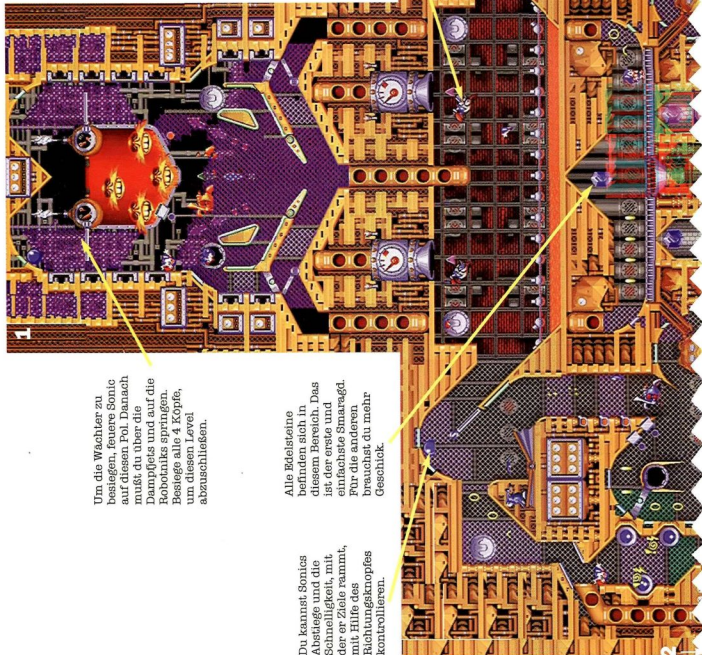 1
Um die Wächter zu
besiegen, feuere Sonic
auf diesen Pol. Danach
mußt du über die
Dampfjets und auf die
Robotniks springen.
Besiege alle 4 Köpfe,
um diesen Level
abzuschließen.
Alle Edelsteine
befinden sich in
diesem Bereich. Das
ist der erste und
einfachste Smaragd.
Für die anderen
brauchst du mehr
Geschick.
Du kannst Sonics
Abstiege und die
Schnelligkeit, mit
der er Ziele rammt,
mit Hilfe des
Richtungsknopfes
kontrollieren.
2